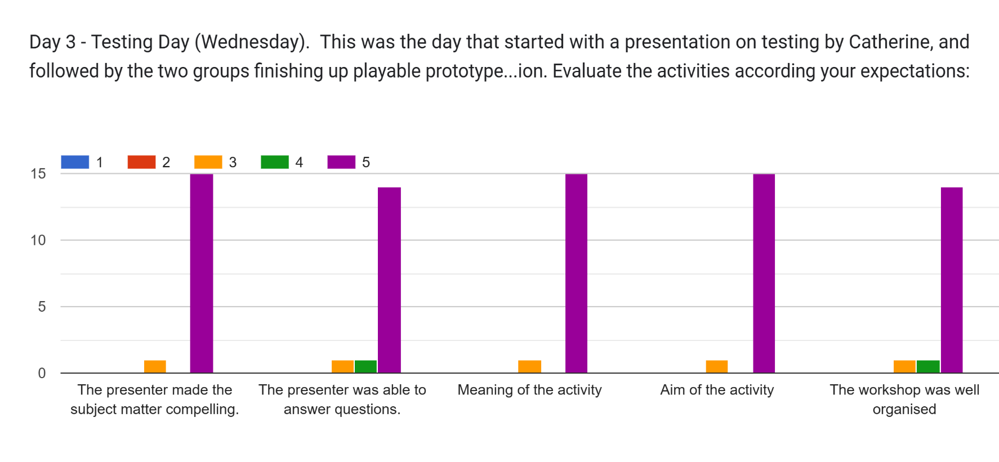 Day 3 - Testing Day (Wednesday).  This was the day that started with a presentation on testing by Catherine, and
followed by the two groups finishing up playable prototype...ion. Evaluate the activities according your expectations:
1 2 3 4 5
15
10
5
0
The presenter made the
subject matter compelling.
The presenter was able to
answer questions.
Meaning of the activity
Aim of the activity
The workshop was well
organised